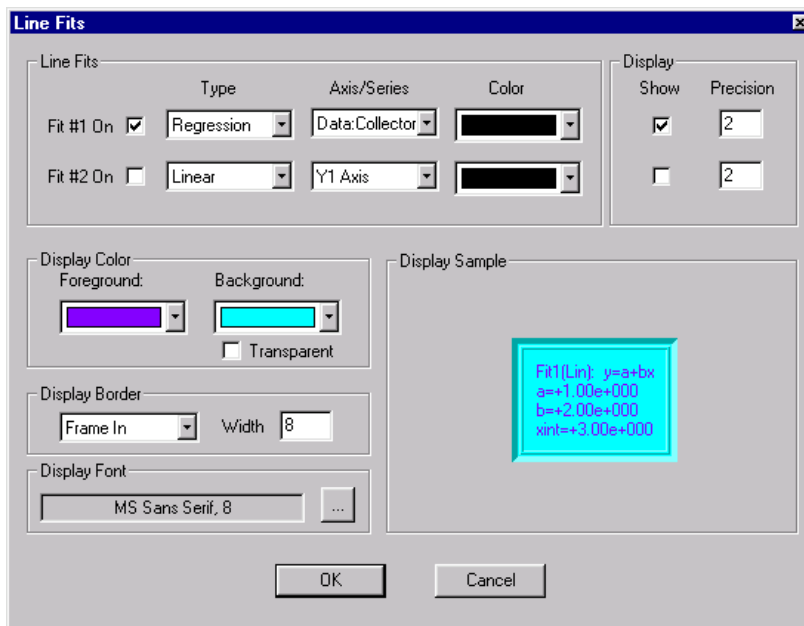 Line Fits
Line Fits
Type Axis/Series Color
Fit #1 On Regression Data:Collector
Fit #2 On Linear Y1 Axis
Display
Show Precision
2
2
Display Color
Foreground: Background:
Transparent
Display Border
Frame In Width 8
Display Font
MS Sans Serif, 8 ...
Display Sample
Fit1(Lin): y=a+bx
a=+1.00e+000
b=+2.00e+000
xint=+3.00e+000
OK Cancel